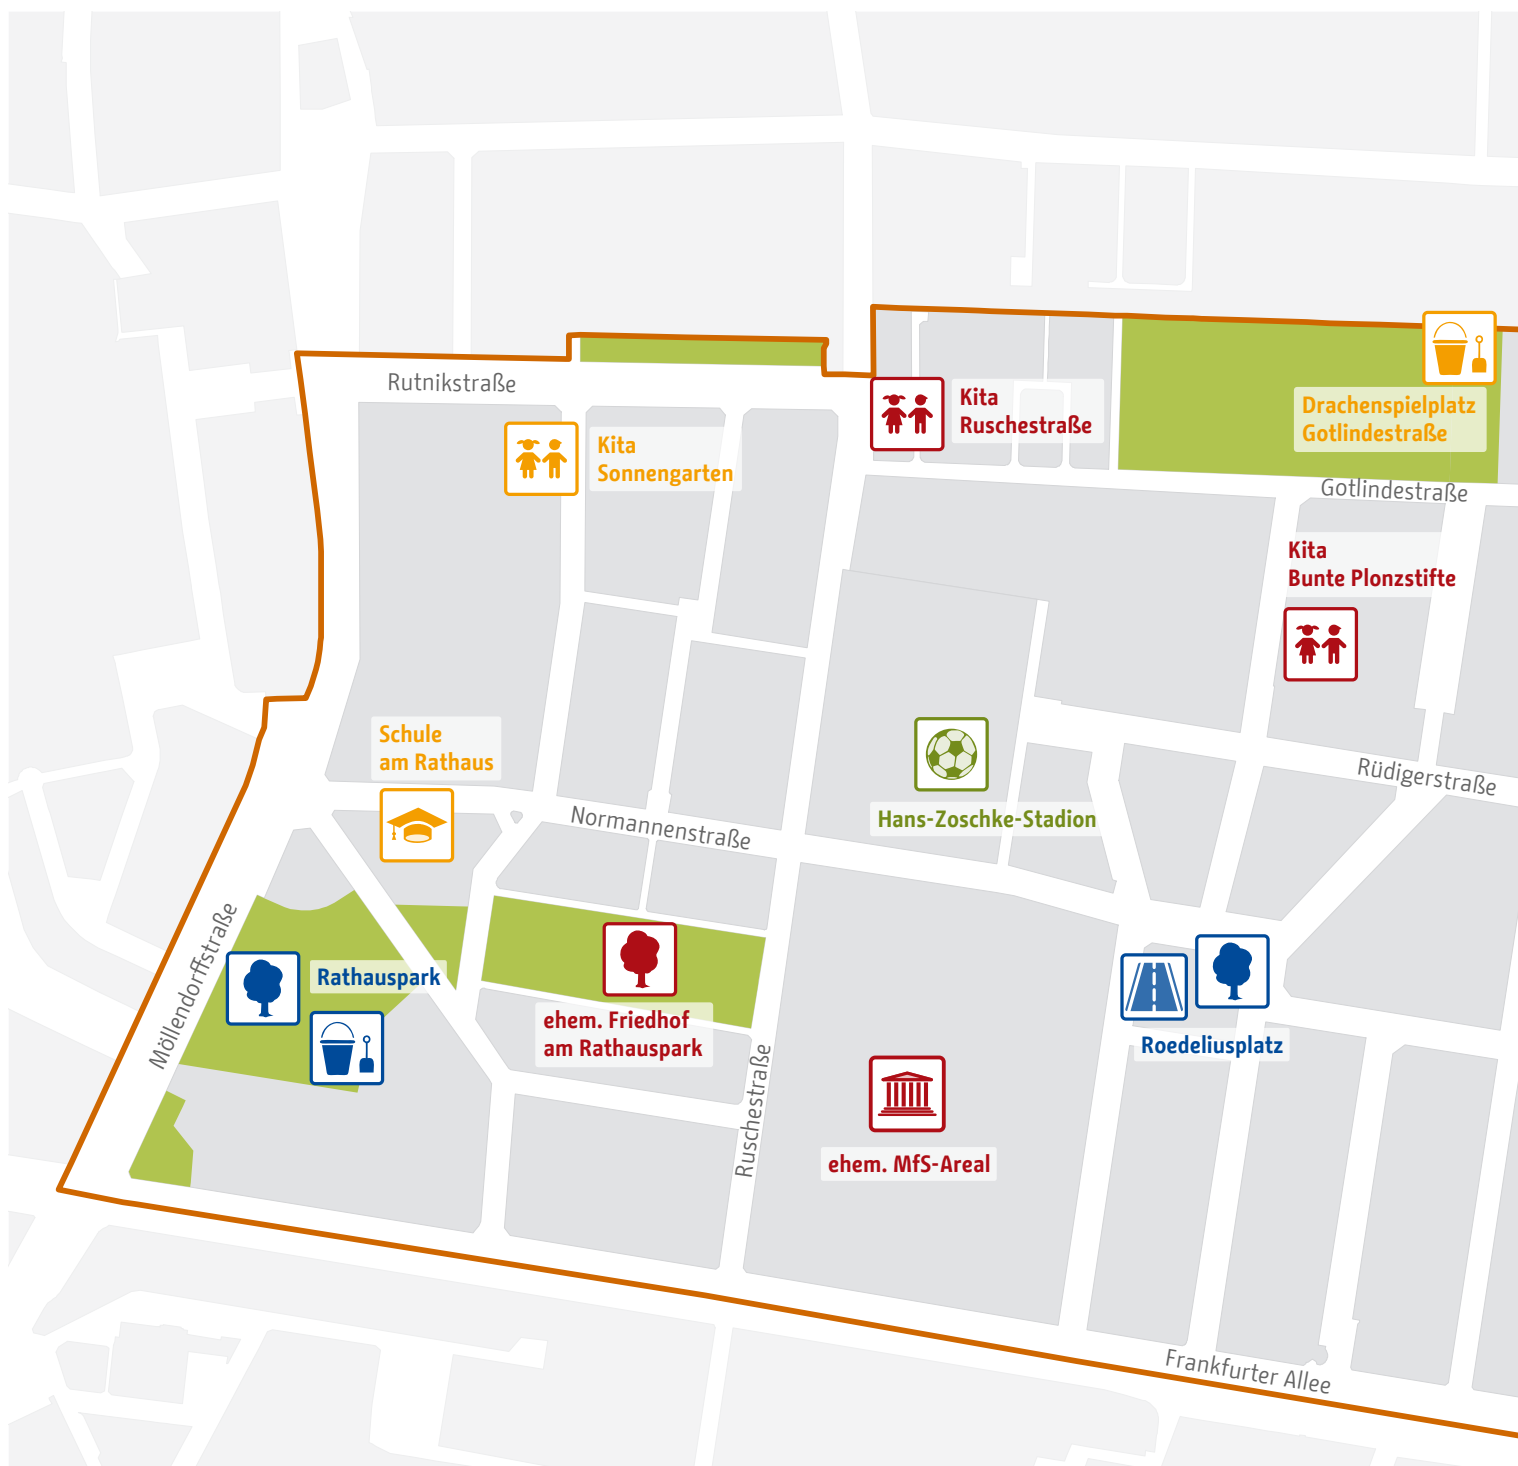 Rutnikstraße
Kita
Ruschestraße
Drachenspielplatz
Gotlindestraße
Kita
Sonnengarten
Gotlindestraße
Kita
Bunte Plonzstifte
Schule
am Rathaus
Rüdigerstraße
Normannenstraße
Hans-Zoschke-Stadion
Möllendorffstraße
Rathauspark
ehem. Friedhof
am Rathauspark
Roedeliusplatz
Ruschestraße
ehem. MfS-Areal
Frankfurter Allee